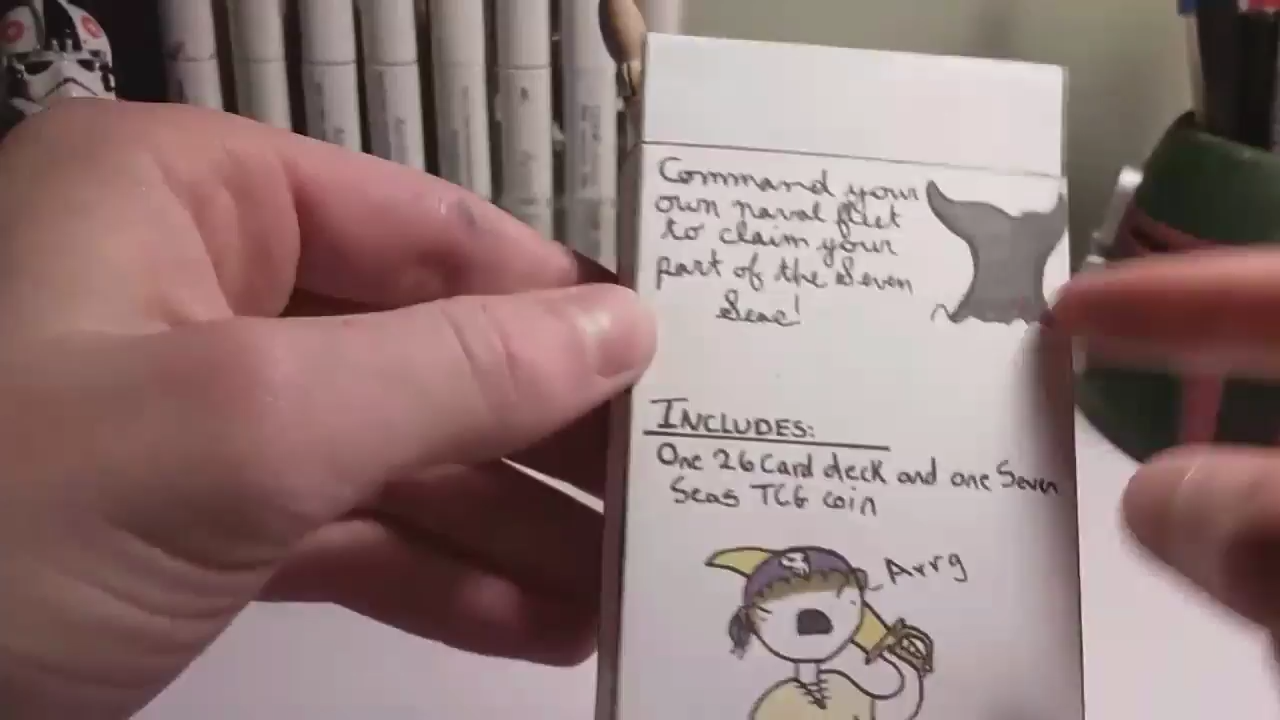 Command your
own naval fleet
to claim your
part of the Seven
Seas!
INCLUDES:
One 26 Card deck and one Seven
Seas TCG coin
Arrg